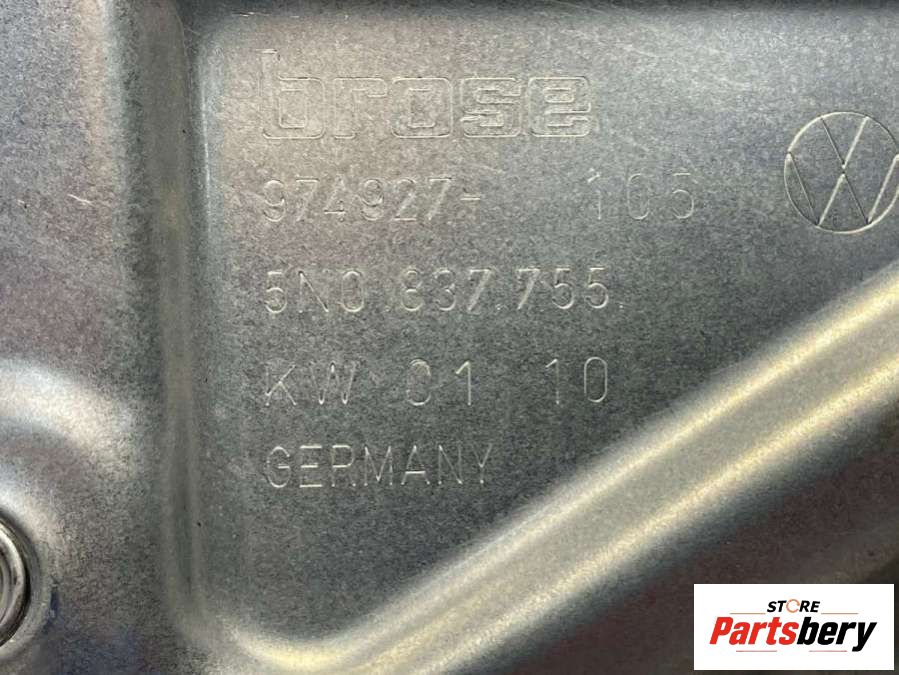 brose
974927- 105
5N0.837.755.
KW 01 10
GERMANY
STORE
Partsbery